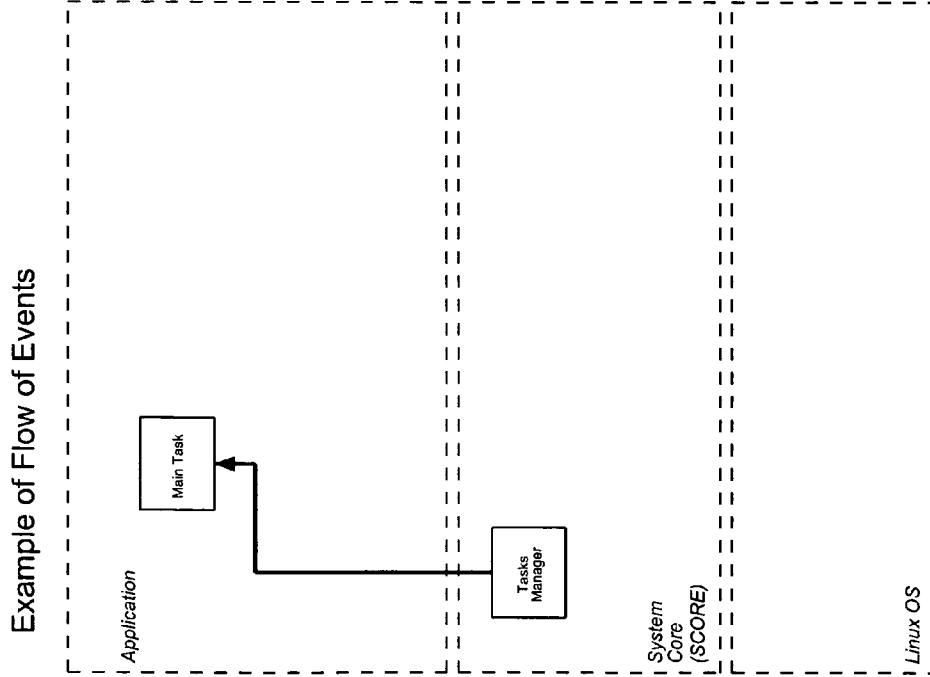 Example of Flow of Events
Application
Main Task
Tasks
Manager
System
Core
(SCORE)
Linux OS